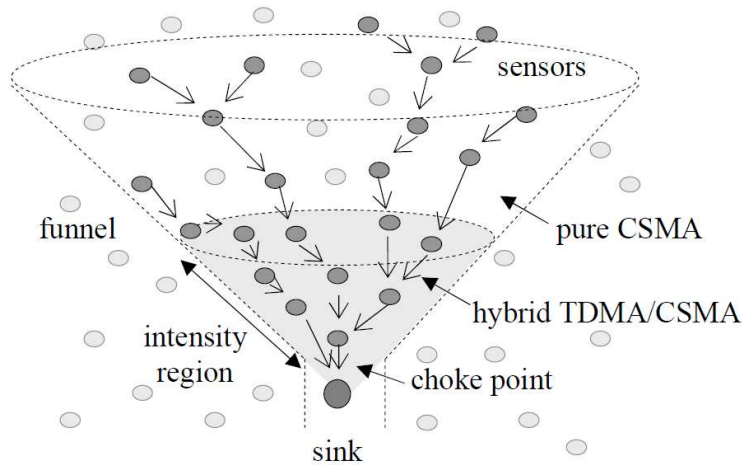 sensors
funnel
pure CSMA
hybrid TDMA/CSMA
intensity
region
choke point
sink